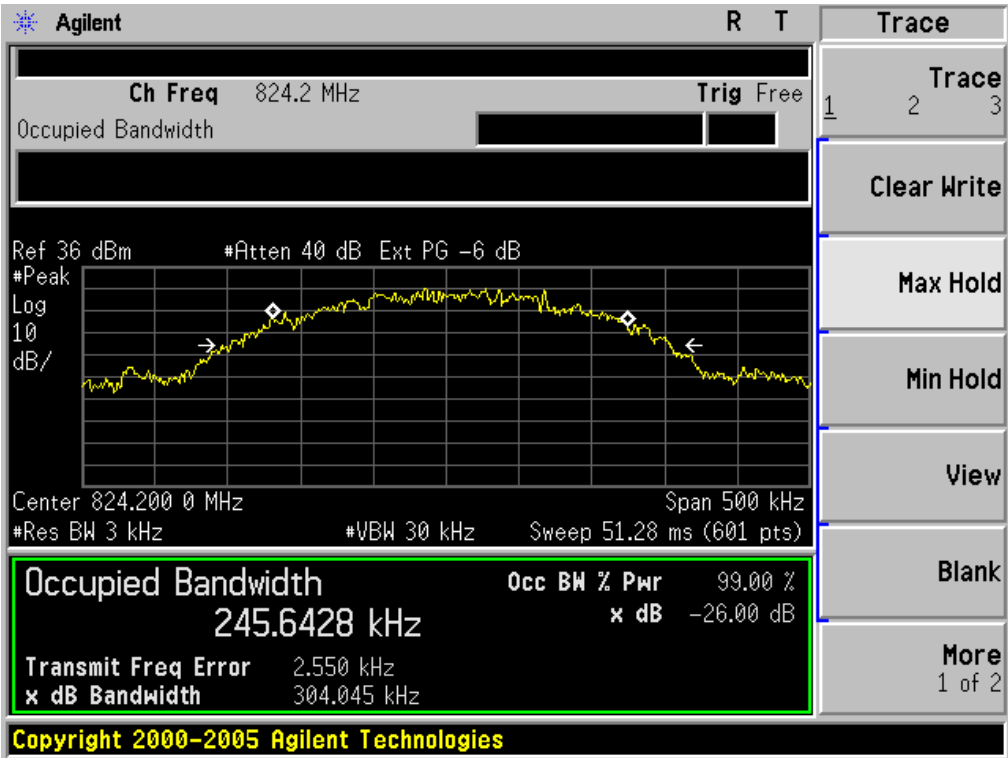 Agilent R T Trace
Ch Freq 824.2 MHz Trig Free
Occupied Bandwidth
Ref 36 dBm #Atten 40 dB Ext PG -6 dB
#Peak
Log
10
dB/
Center 824.200 0 MHz Span 500 kHz
#Res BW 3 kHz #VBW 30 kHz Sweep 51.28 ms (601 pts)
Occupied Bandwidth Occ BW % Pwr 99.00 %
245.6428 kHz x dB -26.00 dB
Transmit Freq Error 2.550 kHz
x dB Bandwidth 304.045 kHz
Copyright 2000-2005 Agilent Technologies
Trace
1 2 3
Clear Write
Max Hold
Min Hold
View
Blank
More
1 of 2